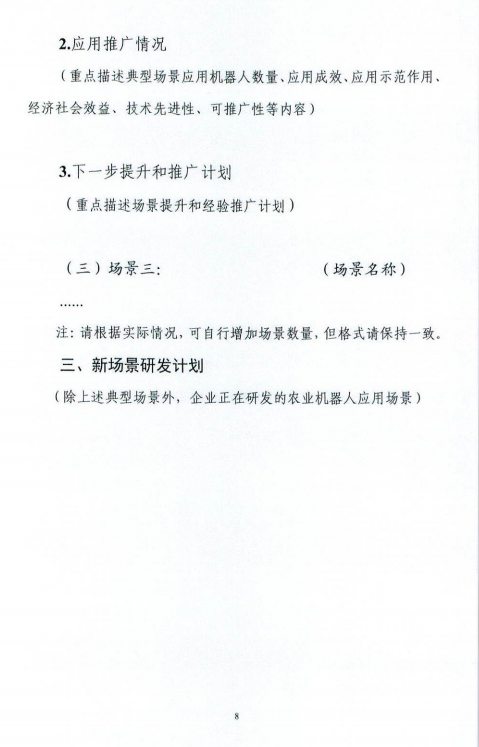 2.应用推广情况
（重点描述典型场景应用机器人数量、应用成效、应用示范作用、
经济社会效益、技术先进性、可推广性等内容）
3.下一步提升和推广计划
（重点描述场景提升和经验推广计划）
（三）场景三： （场景名称）
……
注：请根据实际情况，可自行增加场景数量，但格式请保持一致。
三、新场景研发计划
（除上述典型场景外，企业正在研发的农业机器人应用场景）
8